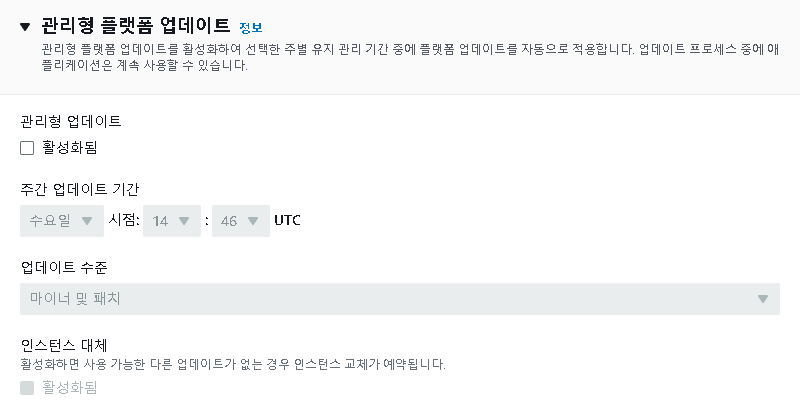 관리형 플랫폼 업데이트 정보
관리형 플랫폼 업데이트를 활성화하여 선택한 주별 유지 관리 기간 중에 플랫폼 업데이트를 자동으로 적용합니다. 업데이트 프로세스 중에 애
플리케이션은 계속 사용할 수 있습니다.
관리형 업데이트
활성화됨
주간 업데이트 기간
수요일 시점: 14 : 46 UTC
업데이트 수준
마이너 및 패치
인스턴스 대체
활성화하면 사용 가능한 다른 업데이트가 없는 경우 인스턴스 교체가 예약됩니다.
활성화됨